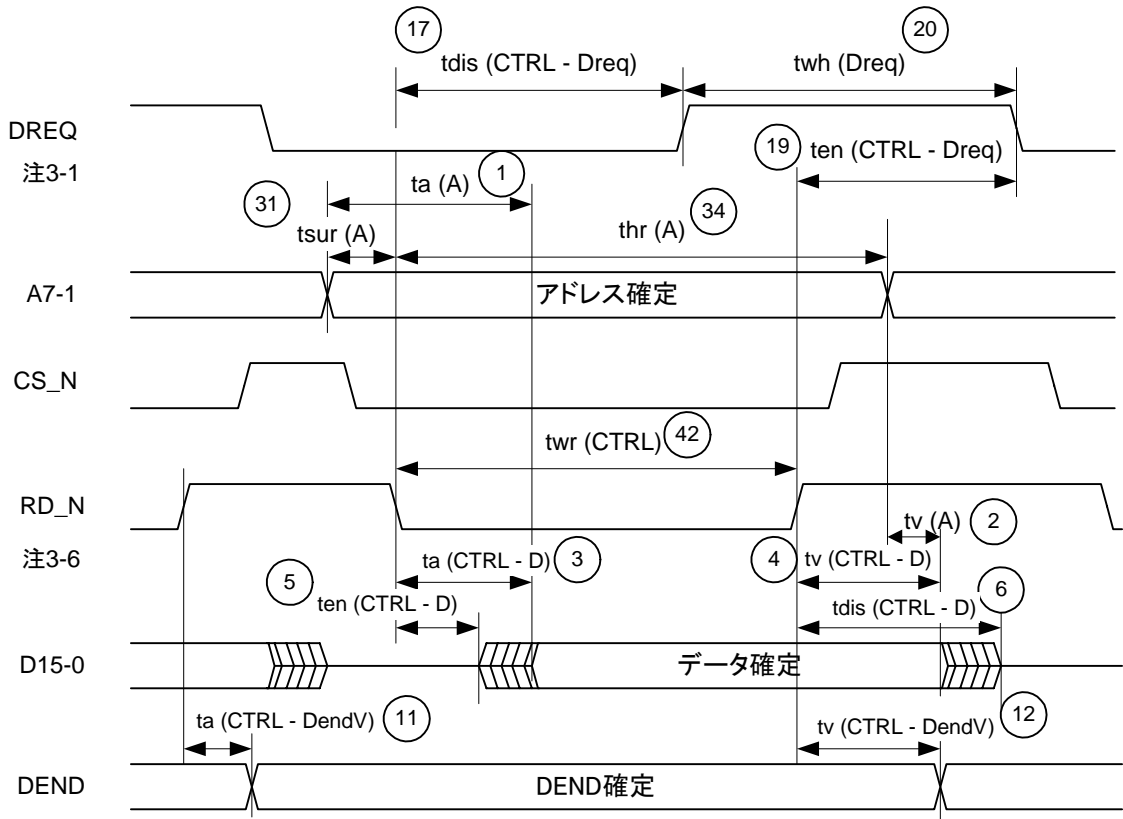 17
20
tdis (CTRL - Dreq)
twh (Dreq)
DREQ
注3-1
19
ten (CTRL - Dreq)
1
ta (A)
31
34
tsur (A)
thr (A)
A7-1
アドレス確定
CS_N
twr (CTRL)
42
RD_N
注3-6
tv (A)
2
ta (CTRL - D)
3
4
tv (CTRL - D)
5
ten (CTRL - D)
tdis (CTRL - D)
6
D15-0
データ確定
ta (CTRL - DendV)
11
12
tv (CTRL - DendV)
DEND
DEND確定